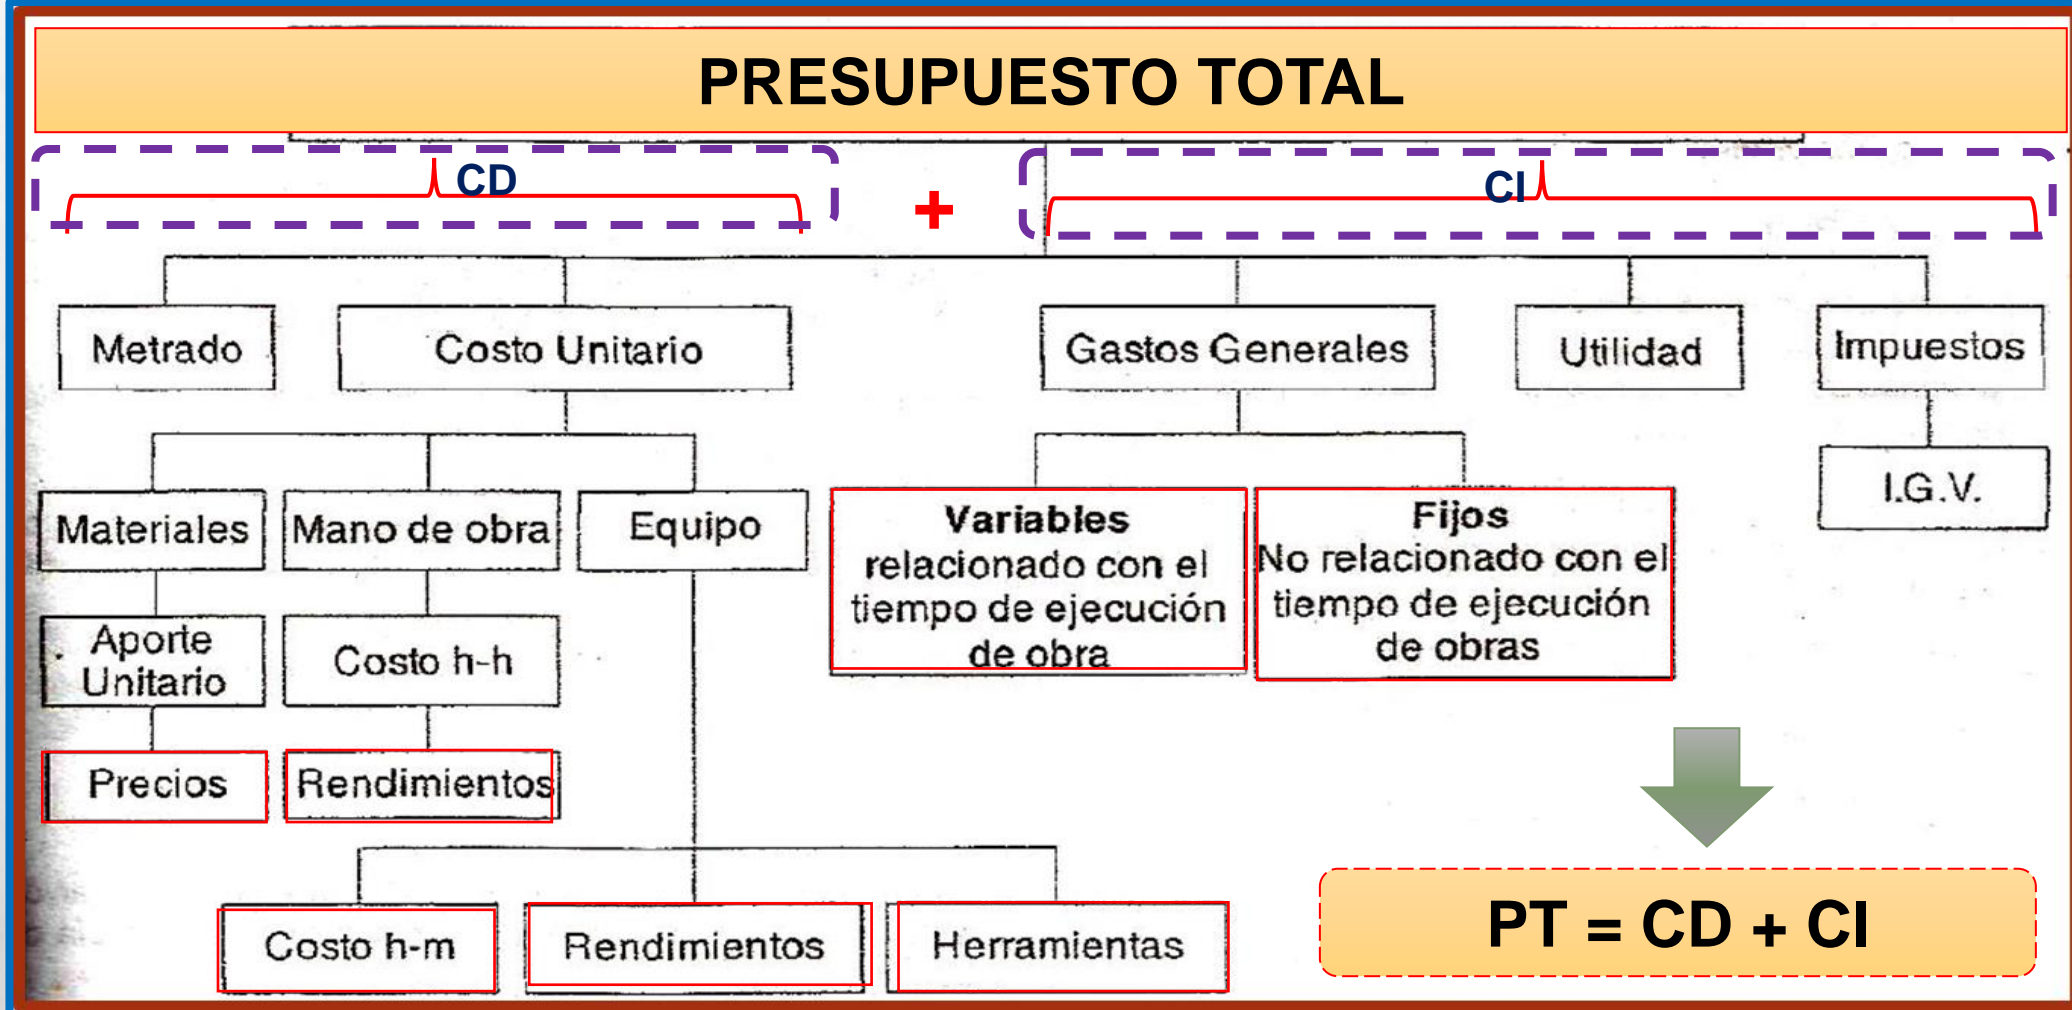 PRESUPUESTO TOTAL
CD
+
CI
Metrado
Costo Unitario
Gastos Generales
Utilidad
Impuestos
Materiales
Mano de obra
Equipo
Variables
relacionado con el
tiempo de ejecución
de obra
Fijos
No relacionado con el
tiempo de ejecución
de obras
I.G.V.
Aporte
Unitario
Costo h-h
Precios
Rendimientos
Costo h-m
Rendimientos
Herramientas
PT = CD + CI